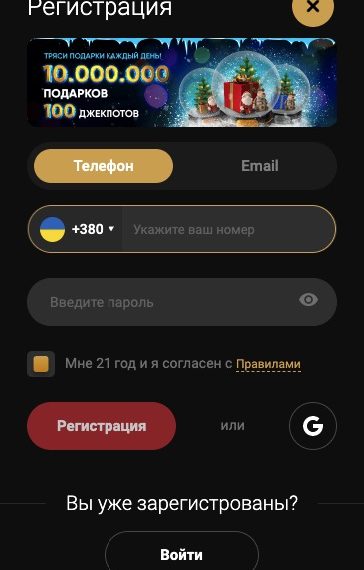 Регистрация
ТРЯСИ ПОДАРКИ КАЖДЫЙ ДЕНЬ!
10.000.000
ПОДАРКОВ
100 ДЖЕКПОТОВ
Телефон
Email
+380
Укажите ваш номер
Введите пароль
Мне 21 год и я согласен с Правилами
Регистрация
или
G
Вы уже зарегистрованы?
Войти